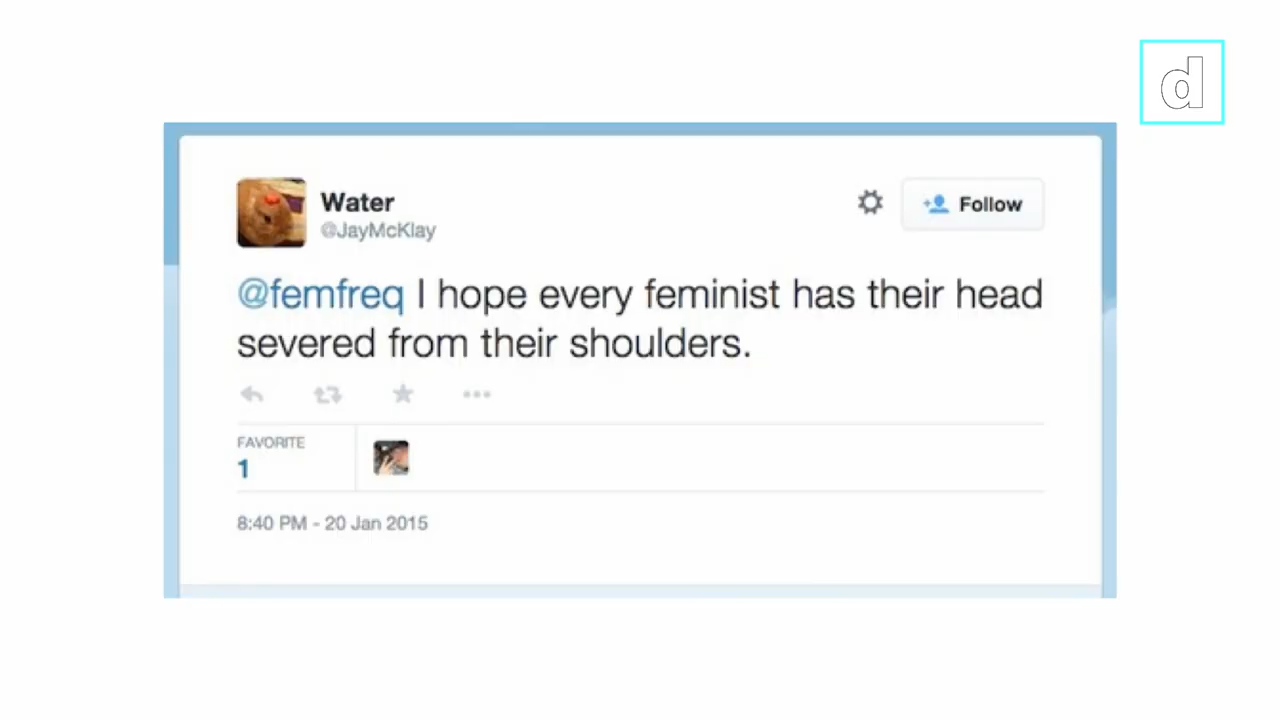 d
Water
@JayMcKlay
Follow
@femfreq I hope every feminist has their head
severed from their shoulders.
FAVORITE
1
8:40 PM - 20 Jan 2015